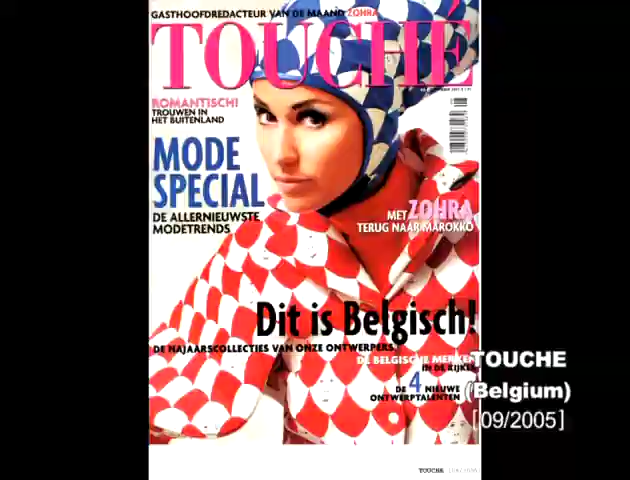 GASTHOOFDREDACTEUR VAN DE MAAND ZOHRA
TOUCHÉ
ROMANTISCH!
TROUWEN IN
HET BUITENLAND
MODE
SPECIAL
DE ALLERNIEUWSTE
MODETRENDS
MET ZOHRA
TERUG NAAR MAROKKO
Dit is Belgisch!
DE NAJAARSCOLLECTIES VAN ONZE ONTWERPERS
DE BELGISCHE MERKEN
IN DE KIJKER
DE 4 NIEUWE
ONTWERPTALENTEN
TOUCHE
(Belgium)
[09/2005]
TOUCHE